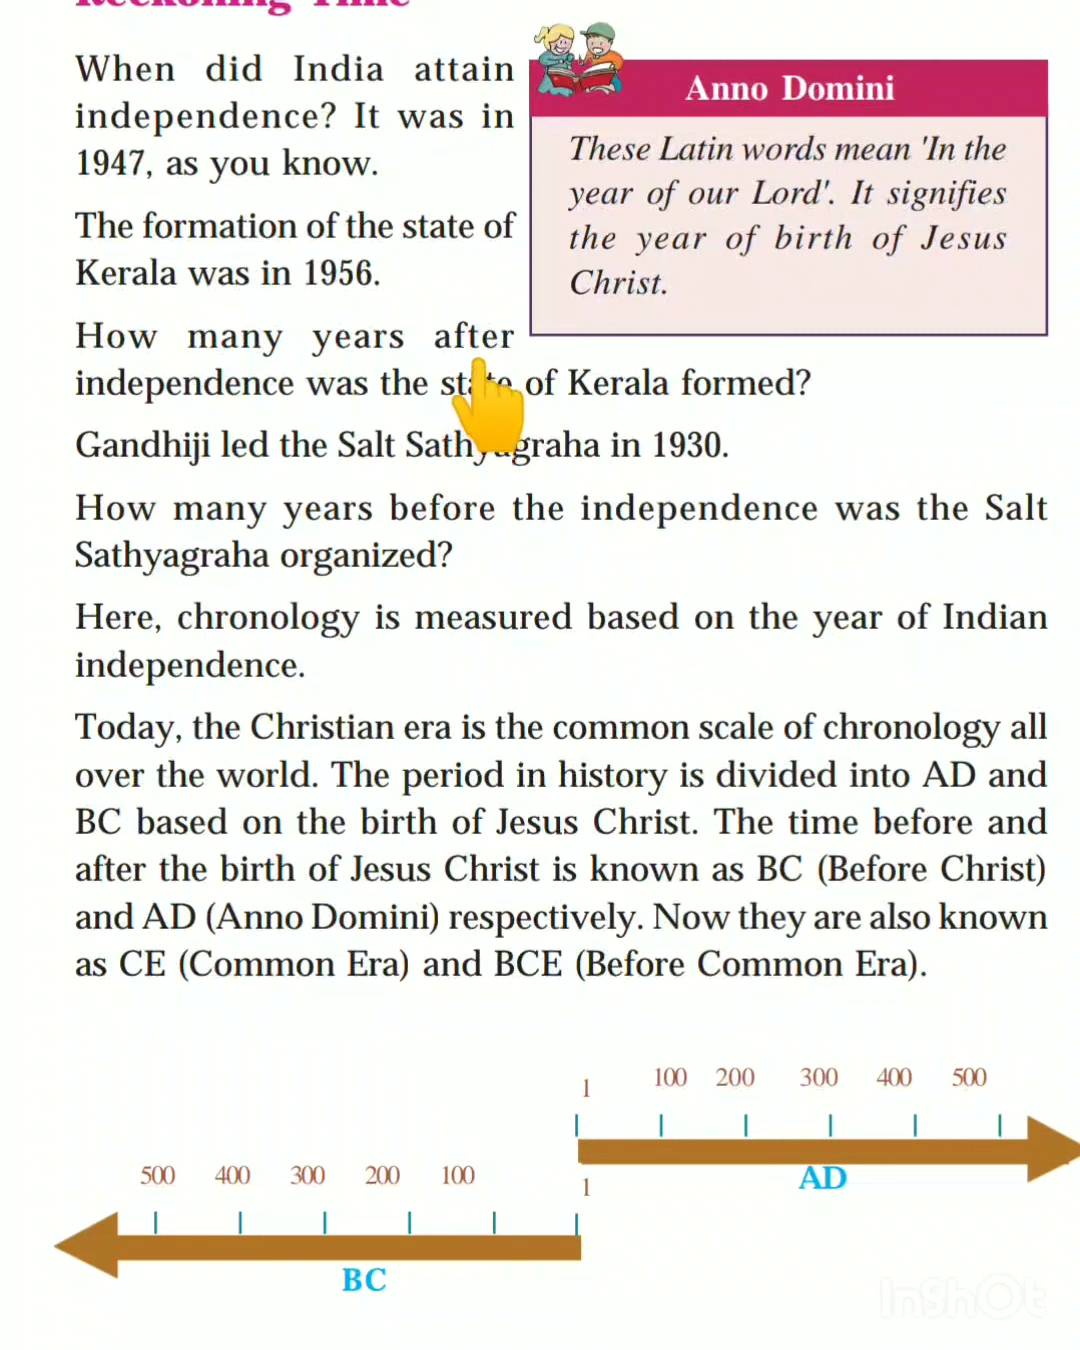 Reckoning Time
When did India attain
independence? It was in
1947, as you know.
The formation of the state of
Kerala was in 1956.
Anno Domini
These Latin words mean 'In the
year of our Lord'. It signifies
the year of birth of Jesus
Christ.
How many years after
independence was the state of Kerala formed?
Gandhiji led the Salt Sathyagraha in 1930.
How many years before the independence was the Salt
Sathyagraha organized?
Here, chronology is measured based on the year of Indian
independence.
Today, the Christian era is the common scale of chronology all
over the world. The period in history is divided into AD and
BC based on the birth of Jesus Christ. The time before and
after the birth of Jesus Christ is known as BC (Before Christ)
and AD (Anno Domini) respectively. Now they are also known
as CE (Common Era) and BCE (Before Common Era).
1 100 200 300 400 500
AD
500 400 300 200 100 1
BC
InShOt